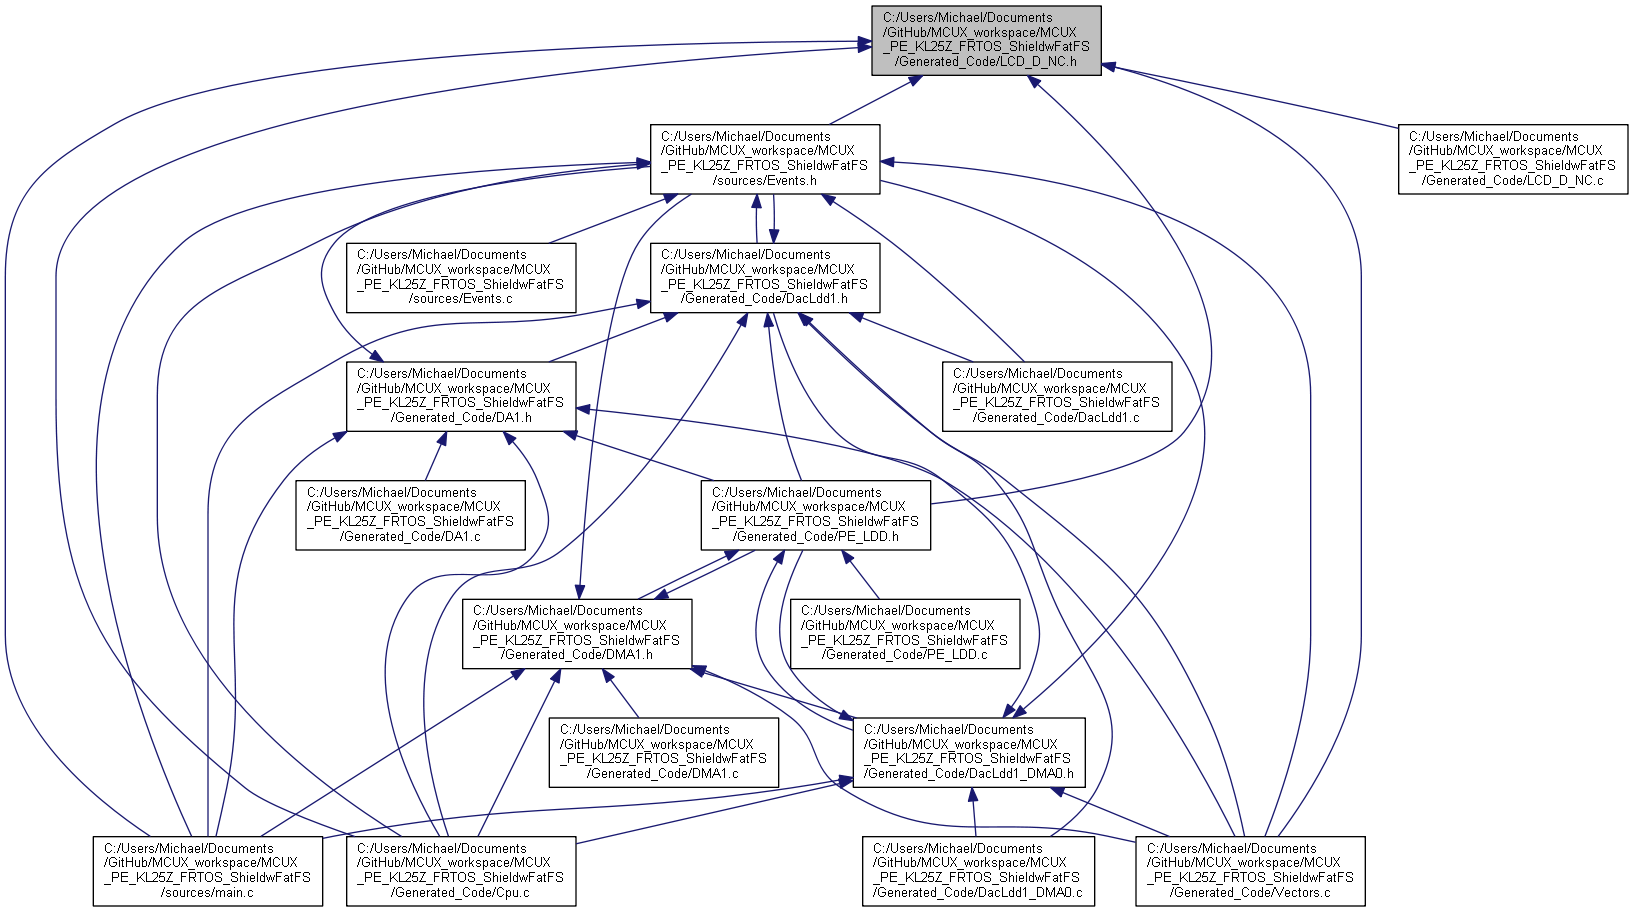 C:/Users/Michael/Documents
/GitHub/MCUX_workspace/MCUX
_PE_KL25Z_FRTOS_ShieldwFatFS
/Generated_Code/LCD_D_NC.h
C:/Users/Michael/Documents
/GitHub/MCUX_workspace/MCUX
_PE_KL25Z_FRTOS_ShieldwFatFS
/sources/Events.h
C:/Users/Michael/Documents
/GitHub/MCUX_workspace/MCUX
_PE_KL25Z_FRTOS_ShieldwFatFS
/Generated_Code/LCD_D_NC.c
C:/Users/Michael/Documents
/GitHub/MCUX_workspace/MCUX
_PE_KL25Z_FRTOS_ShieldwFatFS
/sources/Events.c
C:/Users/Michael/Documents
/GitHub/MCUX_workspace/MCUX
_PE_KL25Z_FRTOS_ShieldwFatFS
/Generated_Code/DacLdd1.h
C:/Users/Michael/Documents
/GitHub/MCUX_workspace/MCUX
_PE_KL25Z_FRTOS_ShieldwFatFS
/Generated_Code/DA1.h
C:/Users/Michael/Documents
/GitHub/MCUX_workspace/MCUX
_PE_KL25Z_FRTOS_ShieldwFatFS
/Generated_Code/DacLdd1.c
C:/Users/Michael/Documents
/GitHub/MCUX_workspace/MCUX
_PE_KL25Z_FRTOS_ShieldwFatFS
/Generated_Code/DA1.c
C:/Users/Michael/Documents
/GitHub/MCUX_workspace/MCUX
_PE_KL25Z_FRTOS_ShieldwFatFS
/Generated_Code/PE_LDD.h
C:/Users/Michael/Documents
/GitHub/MCUX_workspace/MCUX
_PE_KL25Z_FRTOS_ShieldwFatFS
/Generated_Code/DMA1.h
C:/Users/Michael/Documents
/GitHub/MCUX_workspace/MCUX
_PE_KL25Z_FRTOS_ShieldwFatFS
/Generated_Code/PE_LDD.c
C:/Users/Michael/Documents
/GitHub/MCUX_workspace/MCUX
_PE_KL25Z_FRTOS_ShieldwFatFS
/Generated_Code/DMA1.c
C:/Users/Michael/Documents
/GitHub/MCUX_workspace/MCUX
_PE_KL25Z_FRTOS_ShieldwFatFS
/Generated_Code/DacLdd1_DMA0.h
C:/Users/Michael/Documents
/GitHub/MCUX_workspace/MCUX
_PE_KL25Z_FRTOS_ShieldwFatFS
/sources/main.c
C:/Users/Michael/Documents
/GitHub/MCUX_workspace/MCUX
_PE_KL25Z_FRTOS_ShieldwFatFS
/Generated_Code/Cpu.c
C:/Users/Michael/Documents
/GitHub/MCUX_workspace/MCUX
_PE_KL25Z_FRTOS_ShieldwFatFS
/Generated_Code/DacLdd1_DMA0.c
C:/Users/Michael/Documents
/GitHub/MCUX_workspace/MCUX
_PE_KL25Z_FRTOS_ShieldwFatFS
/Generated_Code/Vectors.c